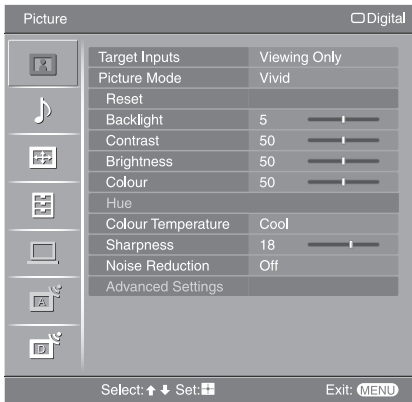 Picture Digital
Target Inputs Viewing Only
Picture Mode Vivid
Reset
Backlight 5
Contrast 50
Brightness 50
Colour 50
Hue
Colour Temperature Cool
Sharpness 18
Noise Reduction Off
Advanced Settings
A
D
Select: Set: Exit: MENU